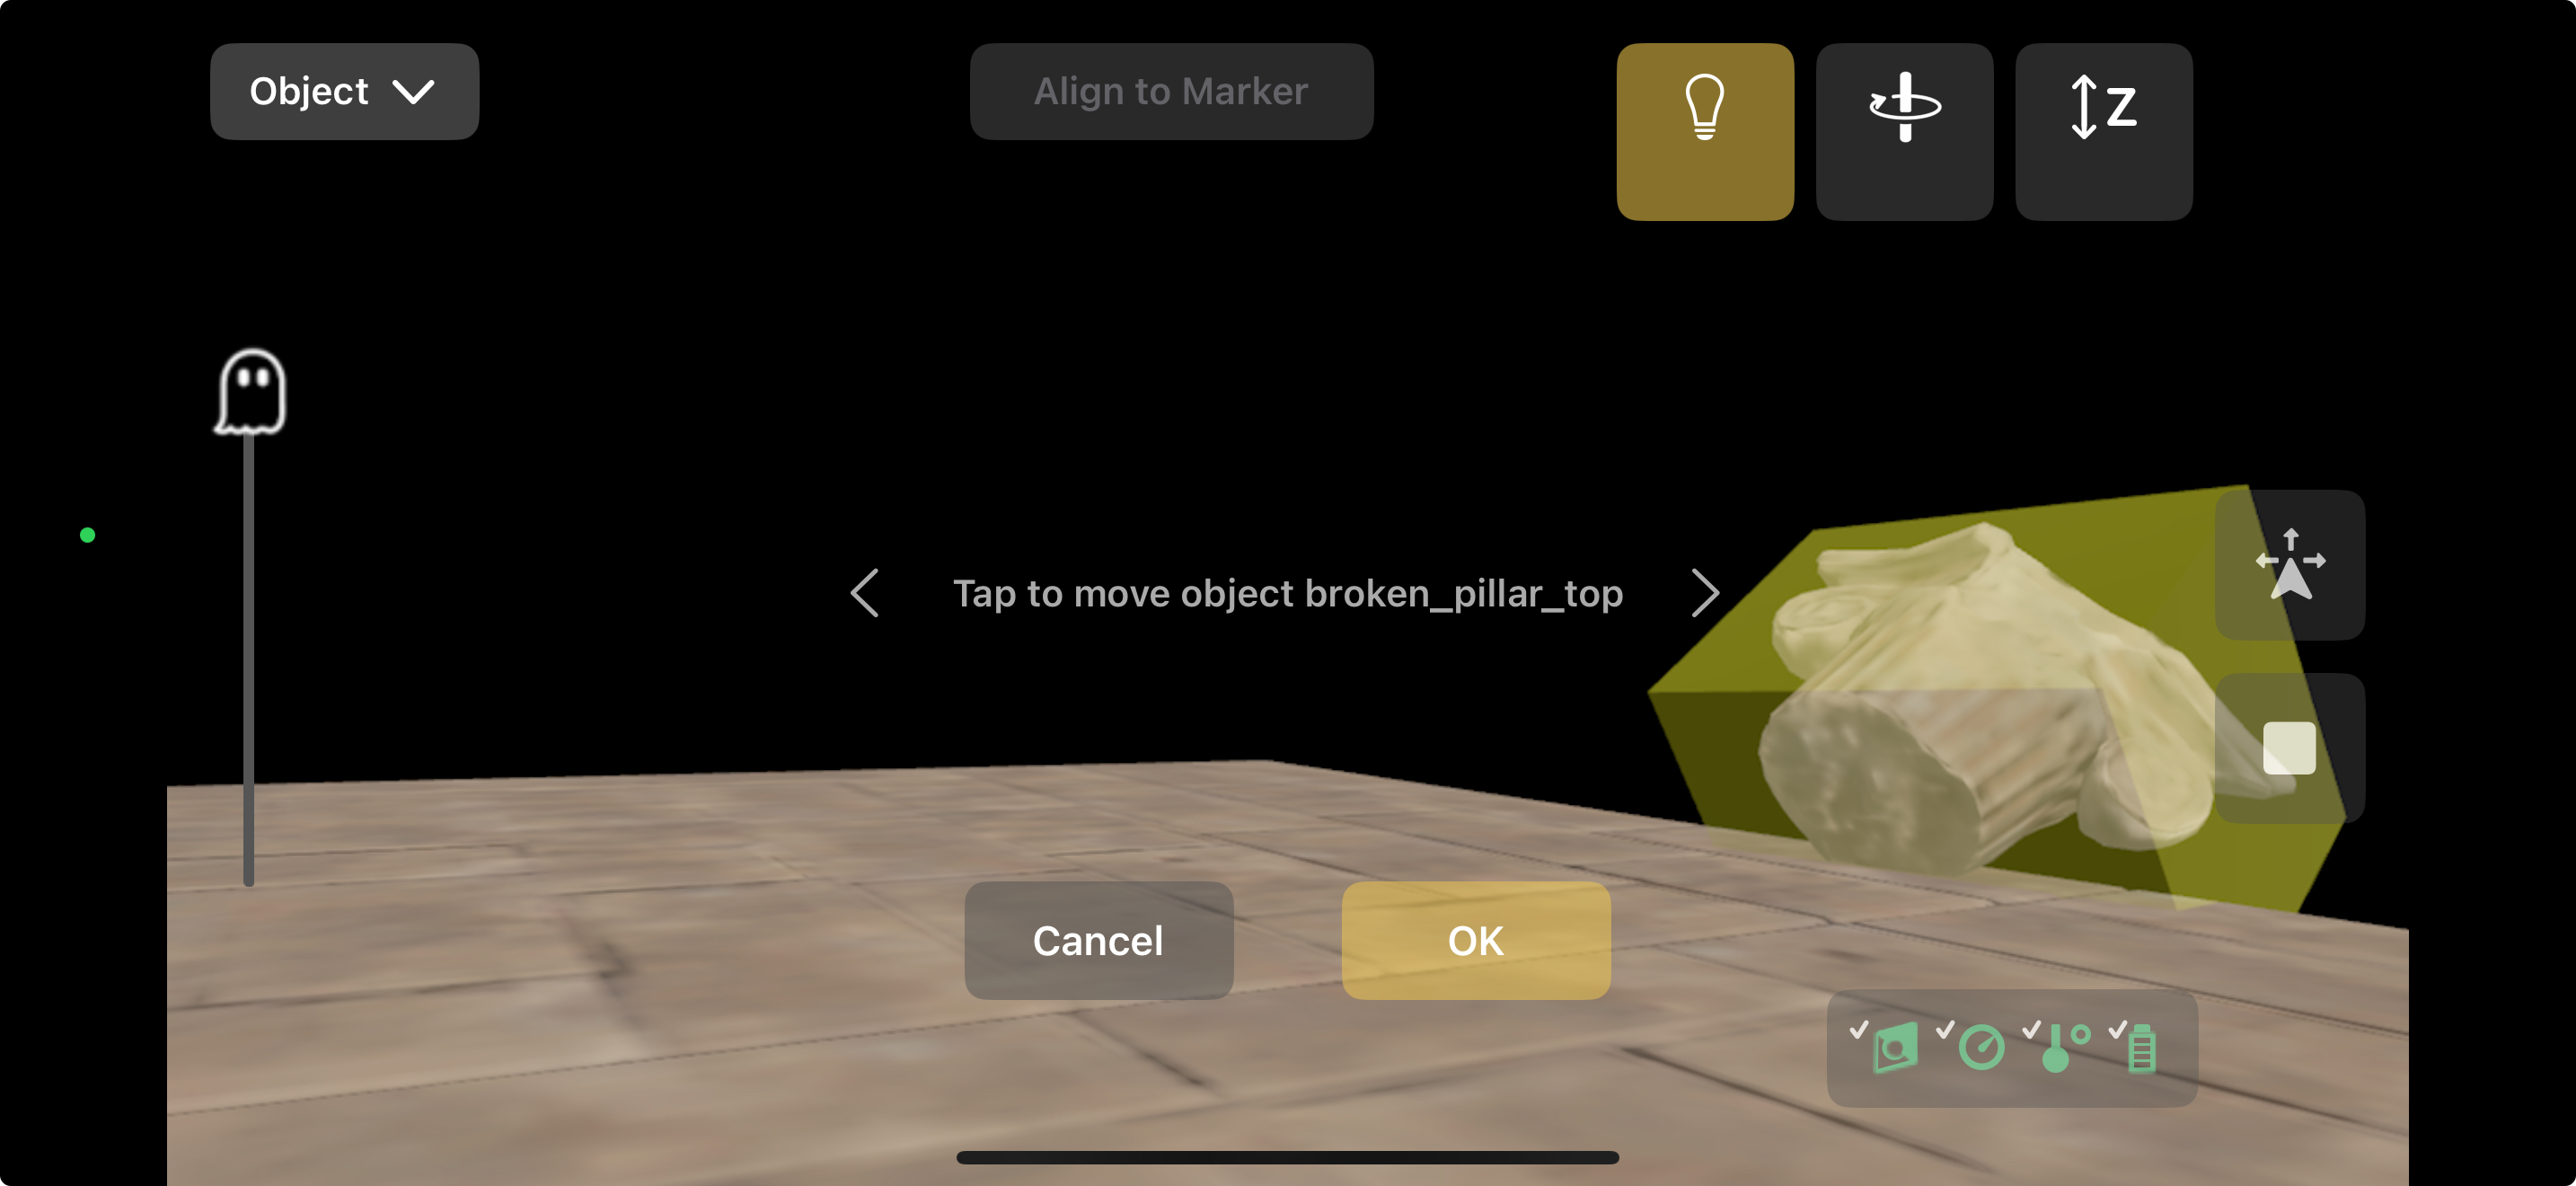 Object
Align to Marker
Z
Tap to move object broken_pillar_top
Cancel
OK